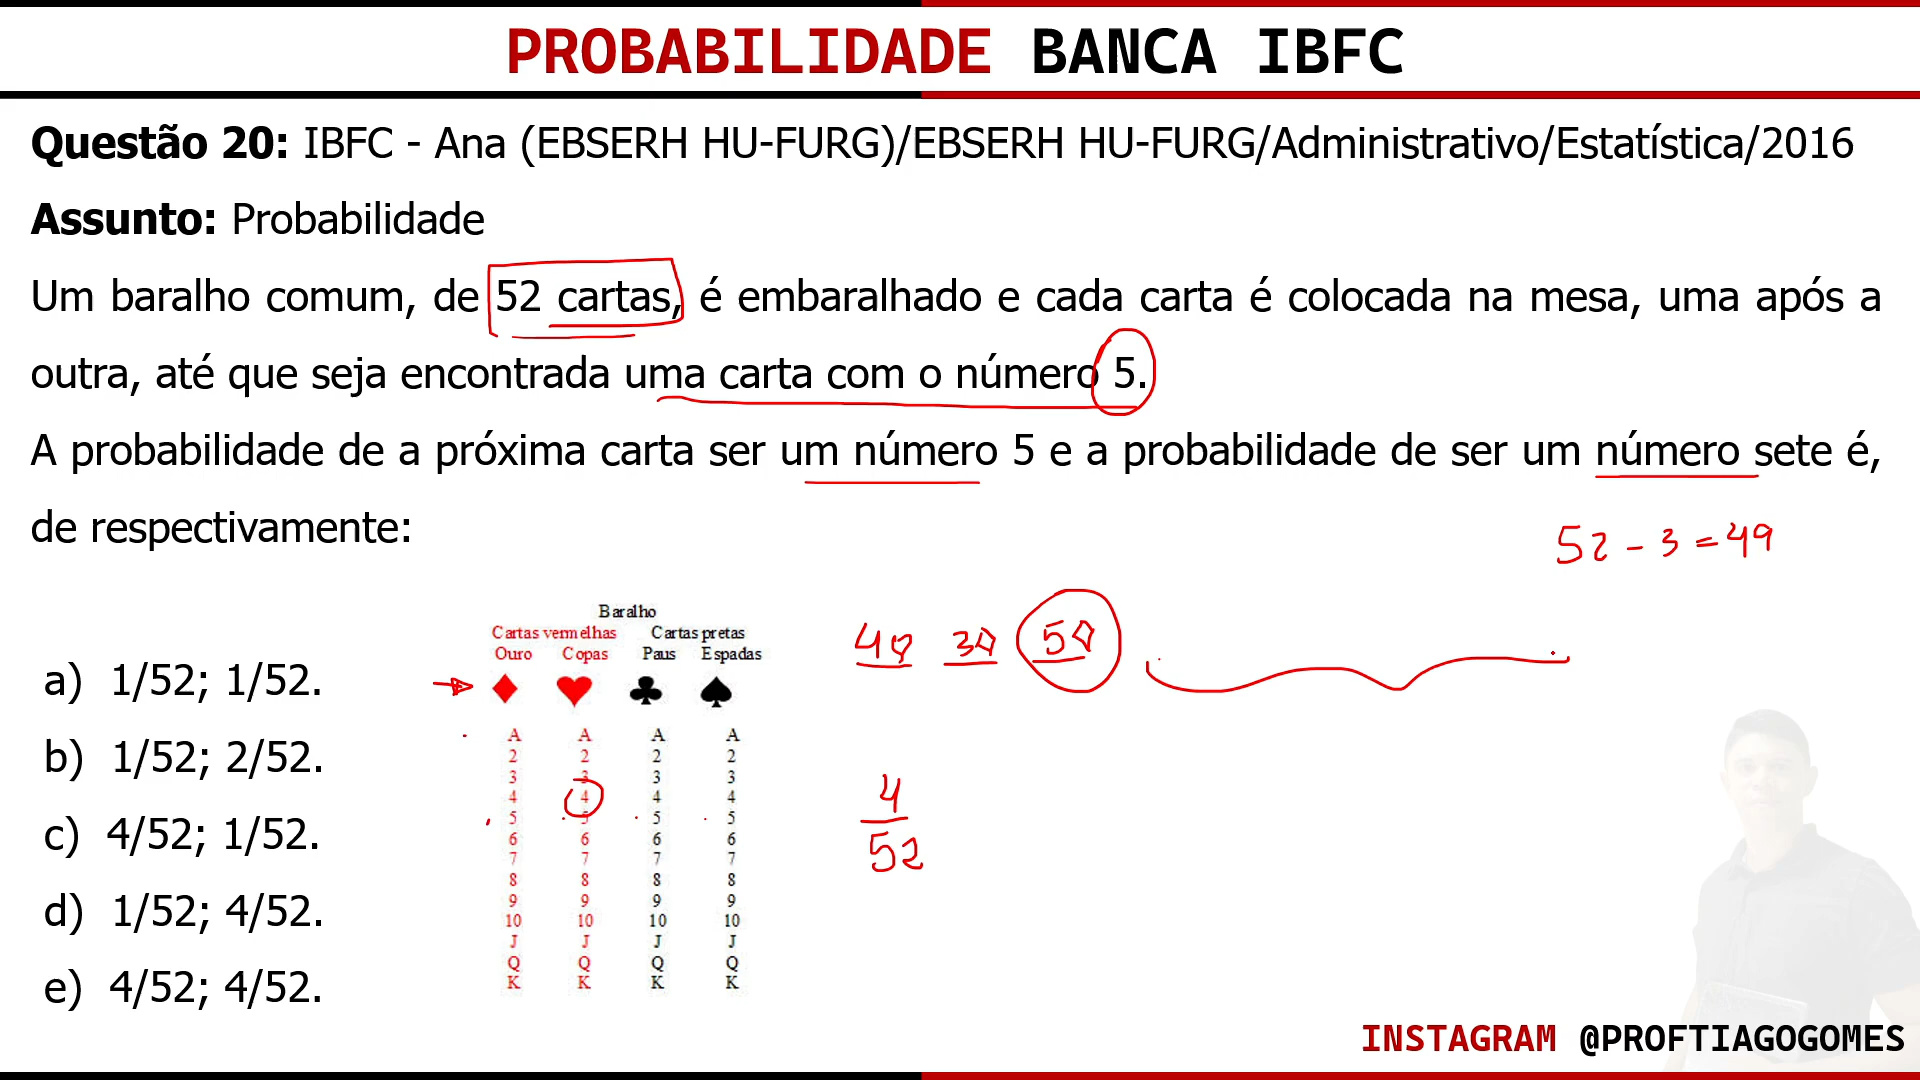 PROBABILIDADE BANCA IBFC
Questão 20: IBFC - Ana (EBSERH HU-FURG)/EBSERH HU-FURG/Administrativo/Estatística/2016
Assunto: Probabilidade
Um baralho comum, de 52 cartas, é embaralhado e cada carta é colocada na mesa, uma após a
outra, até que seja encontrada uma carta com o número 5.
A probabilidade de a próxima carta ser um número 5 e a probabilidade de ser um número sete é,
de respectivamente:
52 - 3 = 49
a) 1/52; 1/52.
b) 1/52; 2/52.
c) 4/52; 1/52.
d) 1/52; 4/52.
e) 4/52; 4/52.
Baralho
Cartas vermelhas Cartas pretas
Ouro Copas Paus Espadas
♦ ♥ ♣ ♠
A A A A
2 2 2 2
3 3 3 3
4 4 4 4
5 5 5 5
6 6 6 6
7 7 7 7
8 8 8 8
9 9 9 9
10 10 10 10
J J J J
Q Q Q Q
K K K K
4♡ 3♢ 5♢
4
52
INSTAGRAM @PROFTIAGOGOMES